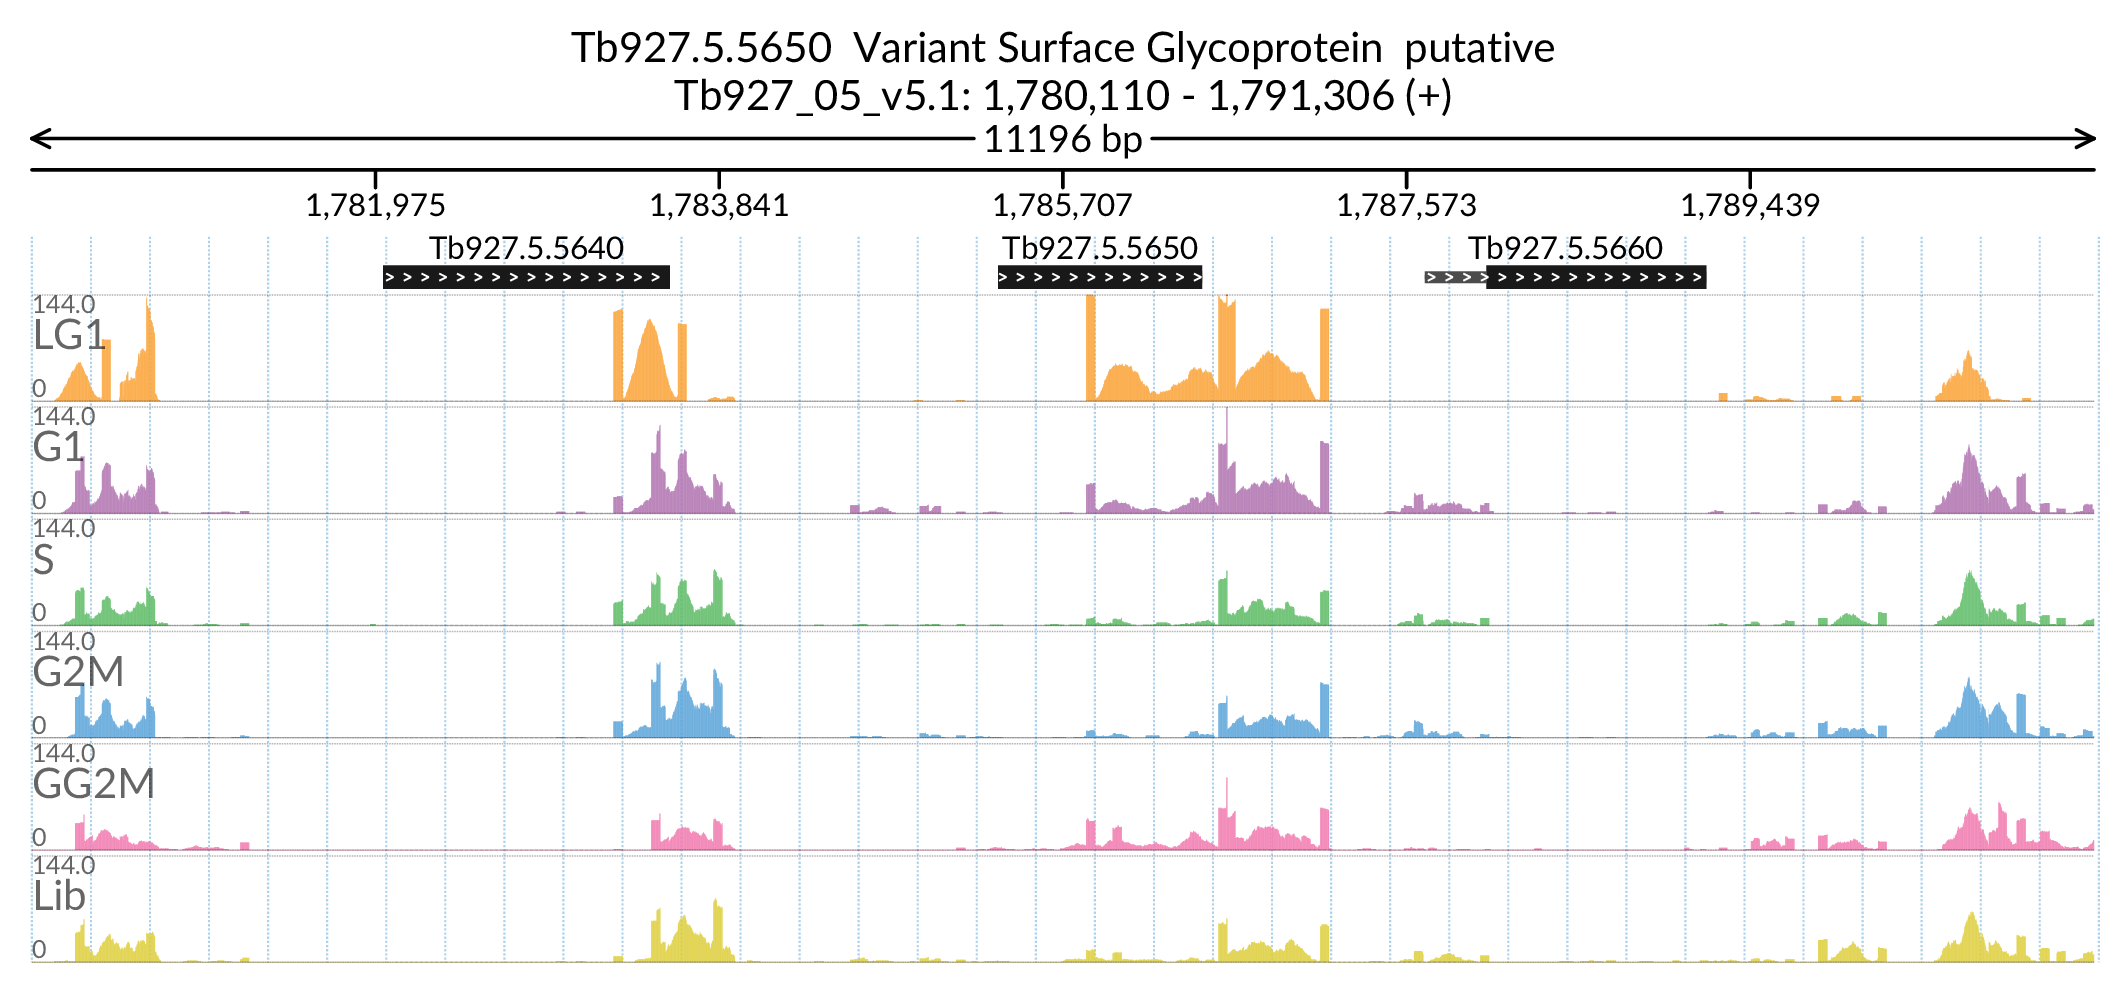 Tb927.5.5650  Variant Surface Glycoprotein  putative
Tb927_05_v5.1: 1,780,110 - 1,791,306 (+)
11196 bp
1,781,975 1,783,841 1,785,707 1,787,573 1,789,439
Tb927.5.5640 Tb927.5.5650 Tb927.5.5660
144.0
LG1
0
144.0
G1
0
144.0
S
0
144.0
G2M
0
144.0
GG2M
0
144.0
Lib
0